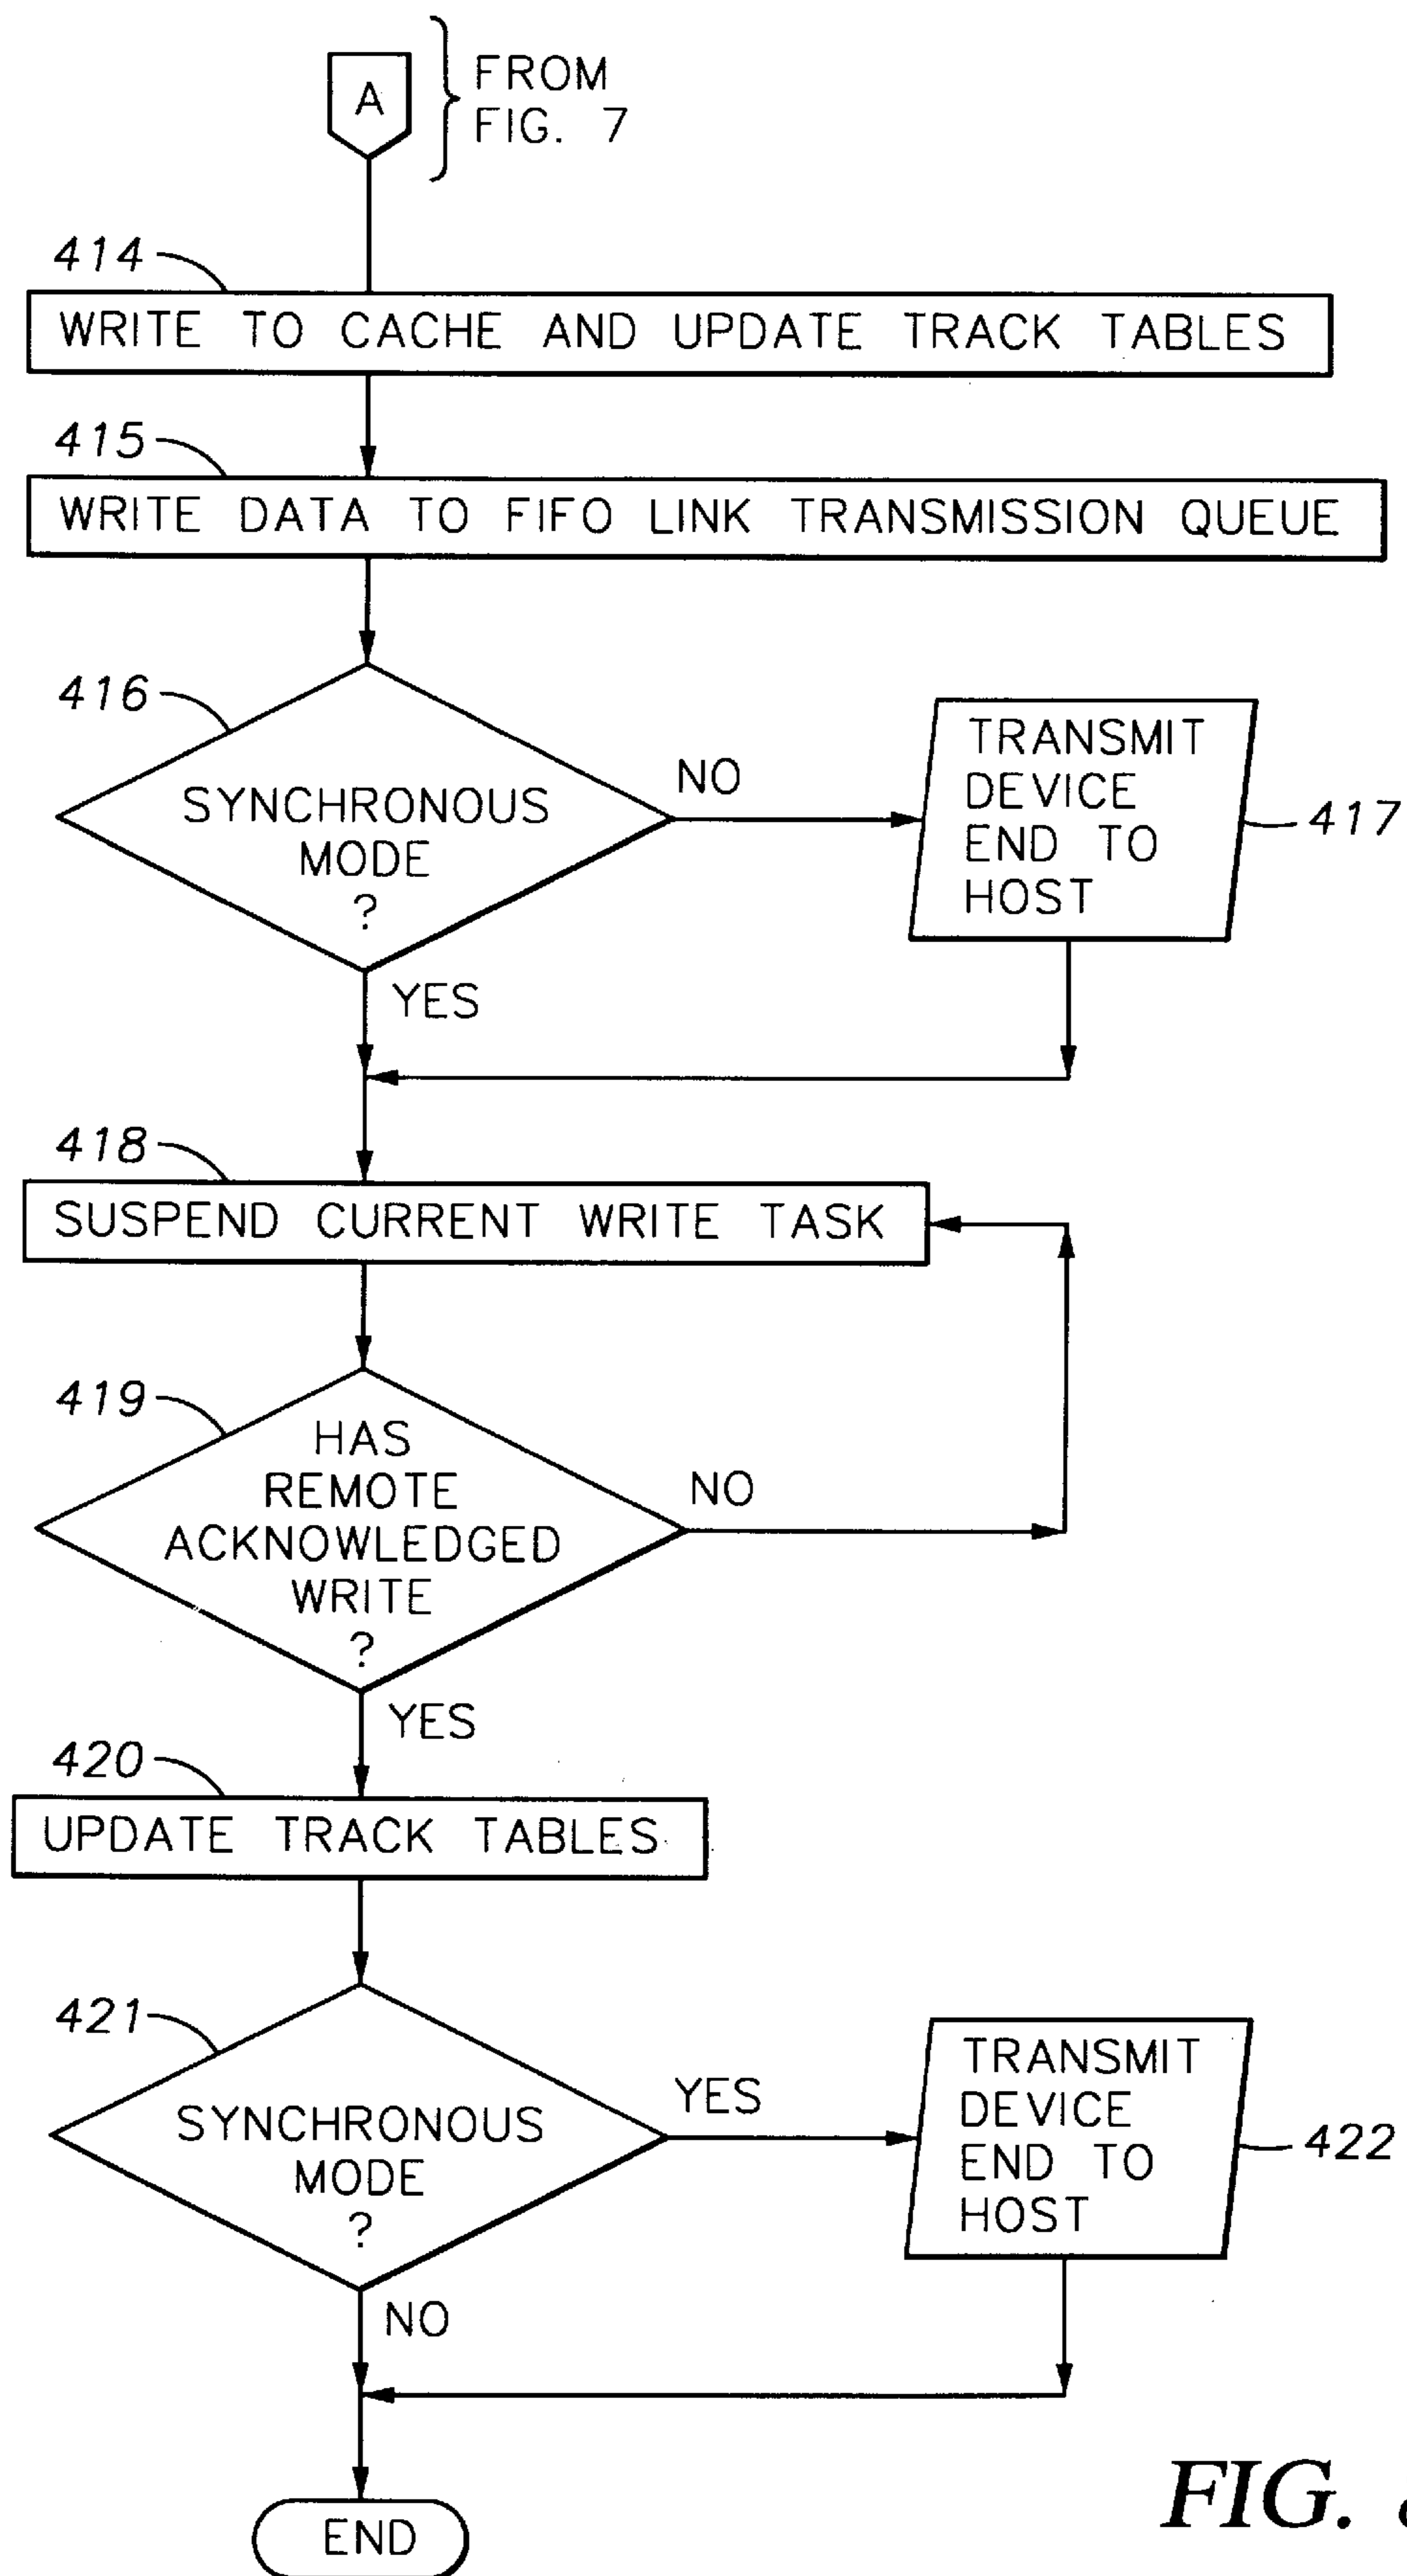 A
FROM
FIG. 7
414
WRITE TO CACHE AND UPDATE TRACK TABLES
415
WRITE DATA TO FIFO LINK TRANSMISSION QUEUE
416
SYNCHRONOUS
MODE
?
NO
TRANSMIT
DEVICE
END TO
HOST
417
YES
418
SUSPEND CURRENT WRITE TASK
419
HAS
REMOTE
ACKNOWLEDGED
WRITE
?
NO
YES
420
UPDATE TRACK TABLES
421
SYNCHRONOUS
MODE
?
YES
TRANSMIT
DEVICE
END TO
HOST
422
NO
END
FIG.